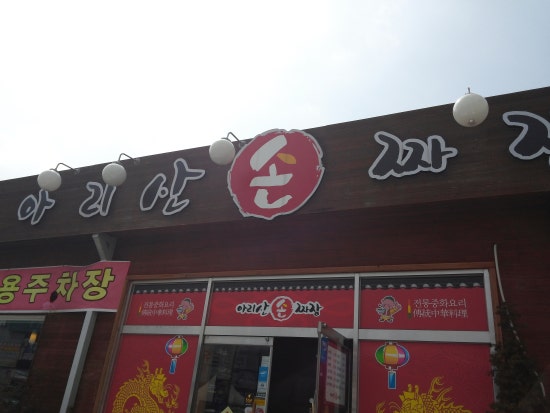 아리산 손 짜
용주차장
전통중화요리
傳統中華料理
아리산 손 짜장
전통중화요리
傳統中華料理